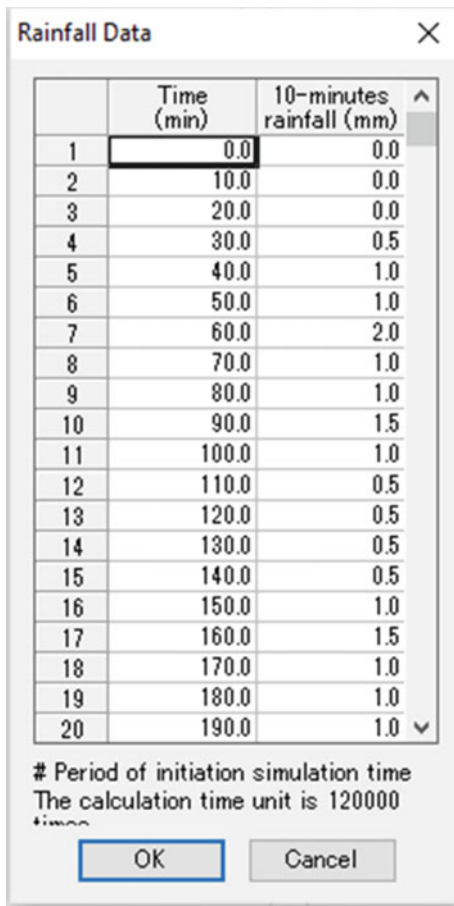 Rainfall Data
Time (min) 10-minutes rainfall (mm)
1 0.0 0.0
2 10.0 0.0
3 20.0 0.0
4 30.0 0.5
5 40.0 1.0
6 50.0 1.0
7 60.0 2.0
8 70.0 1.0
9 80.0 1.0
10 90.0 1.5
11 100.0 1.0
12 110.0 0.5
13 120.0 0.5
14 130.0 0.5
15 140.0 0.5
16 150.0 1.0
17 160.0 1.5
18 170.0 1.0
19 180.0 1.0
20 190.0 1.0
# Period of initiation simulation time
The calculation time unit is 120000
times
OK Cancel